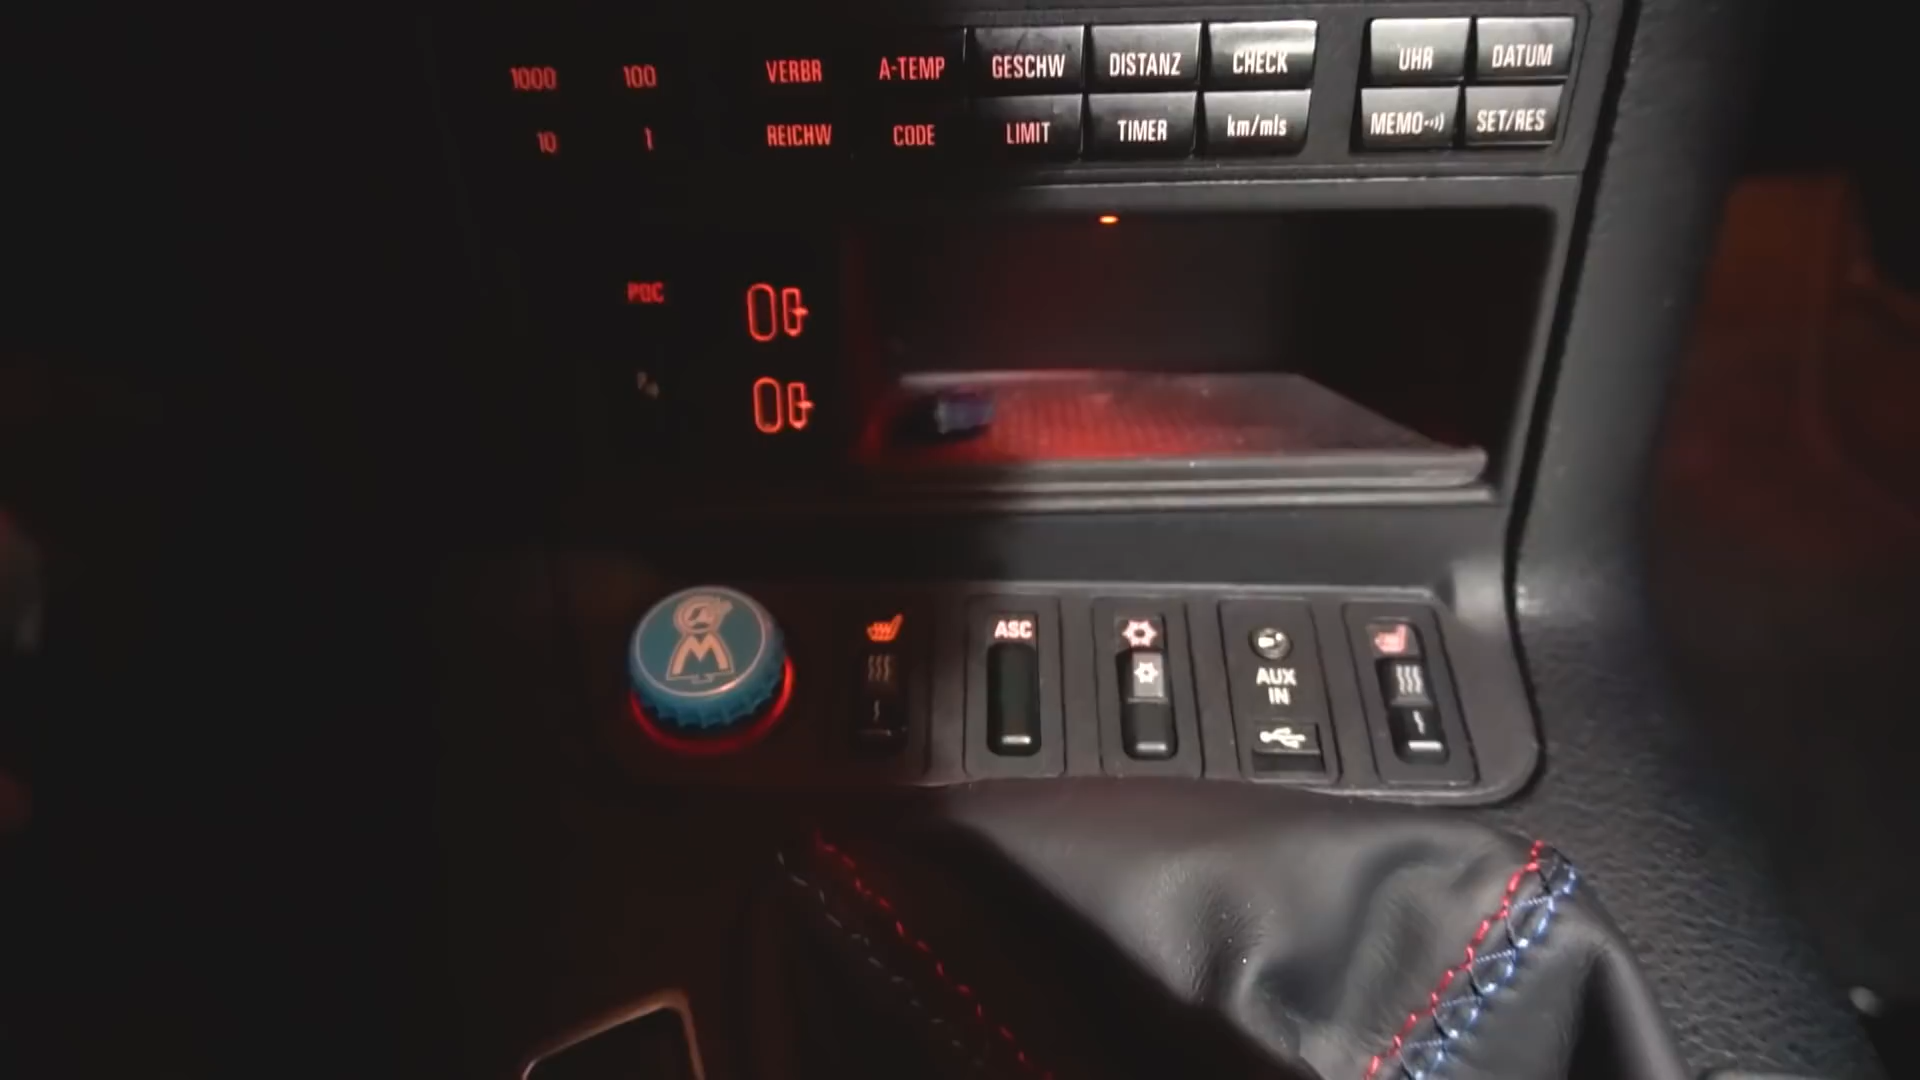 1000 100 VERBR A-TEMP GESCHW DISTANZ CHECK UHR DATUM
10 1 REICHW CODE LIMIT TIMER km/mls MEMO SET/RES
PDC
ASC
AUX
IN
M